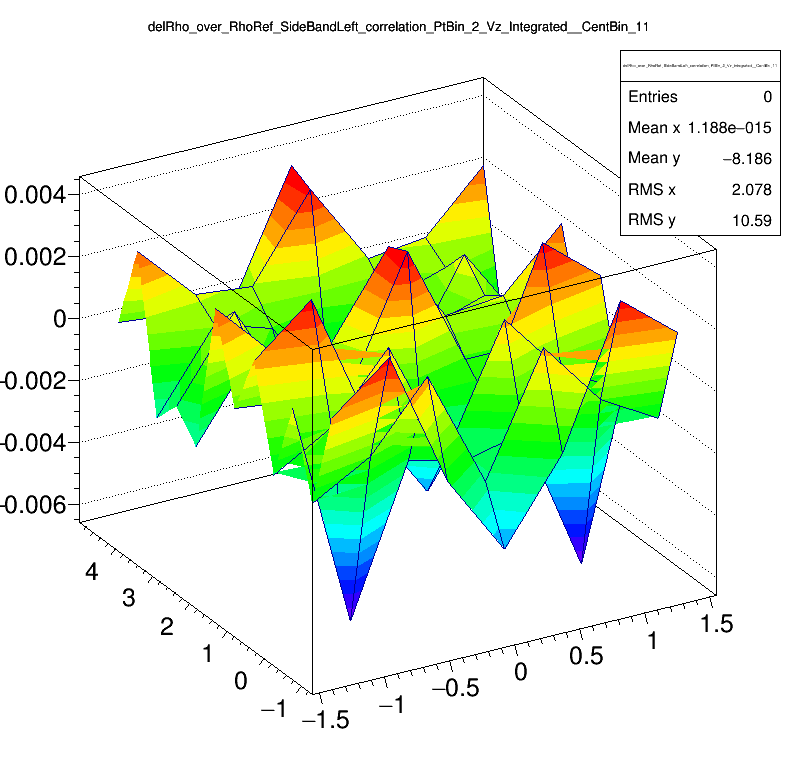 delRho_over_RhoRef_SideBandLeft_correlation_PtBin_2_Vz_Integrated__CentBin_11
delRho_over_RhoRef_SideBandLeft_correlation_PtBin_2_Vz_Integrated__CentBin_11
Entries 0
Mean x 1.188e−015
Mean y −8.186
RMS x 2.078
RMS y 10.59
0.004
0.002
0
−0.002
−0.004
−0.006
4
3
2
1
0
−1
−1.5
−1
−0.5
0
0.5
1
1.5